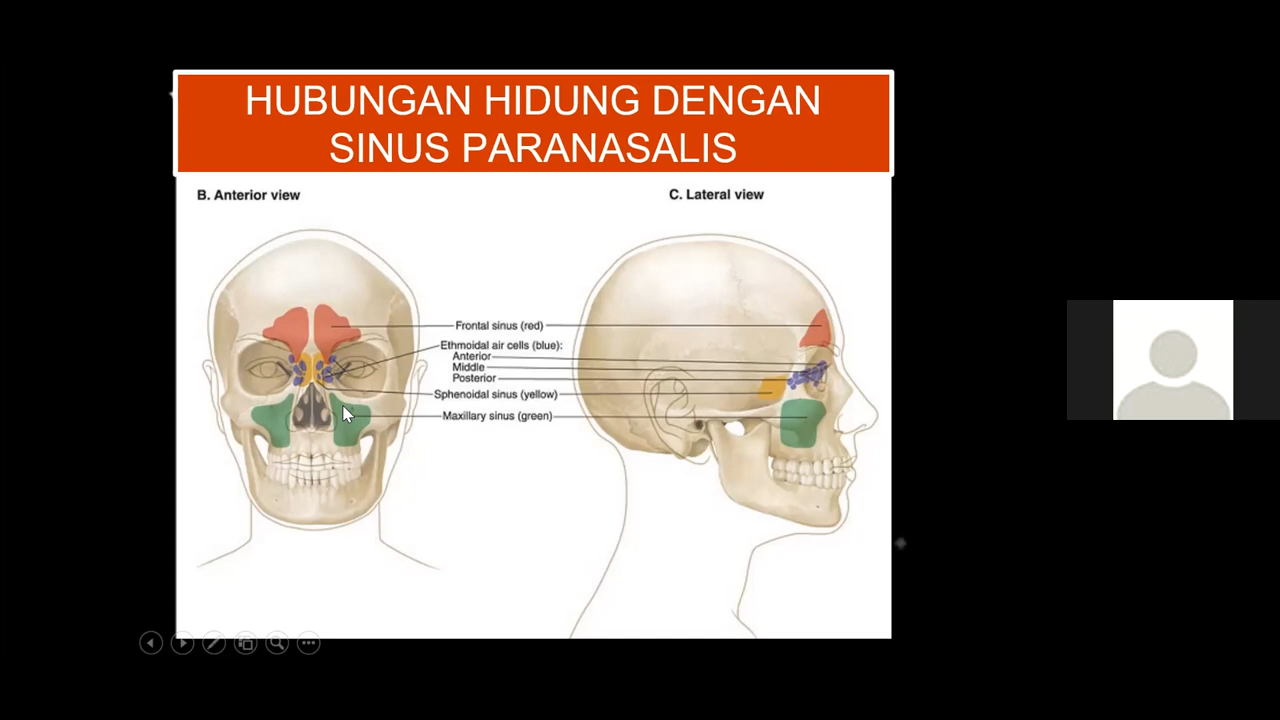 HUBUNGAN HIDUNG DENGAN
SINUS PARANASALIS
B. Anterior view
C. Lateral view
Frontal sinus (red)
Ethmoidal air cells (blue):
Anterior
Middle
Posterior
Sphenoidal sinus (yellow)
Maxillary sinus (green)